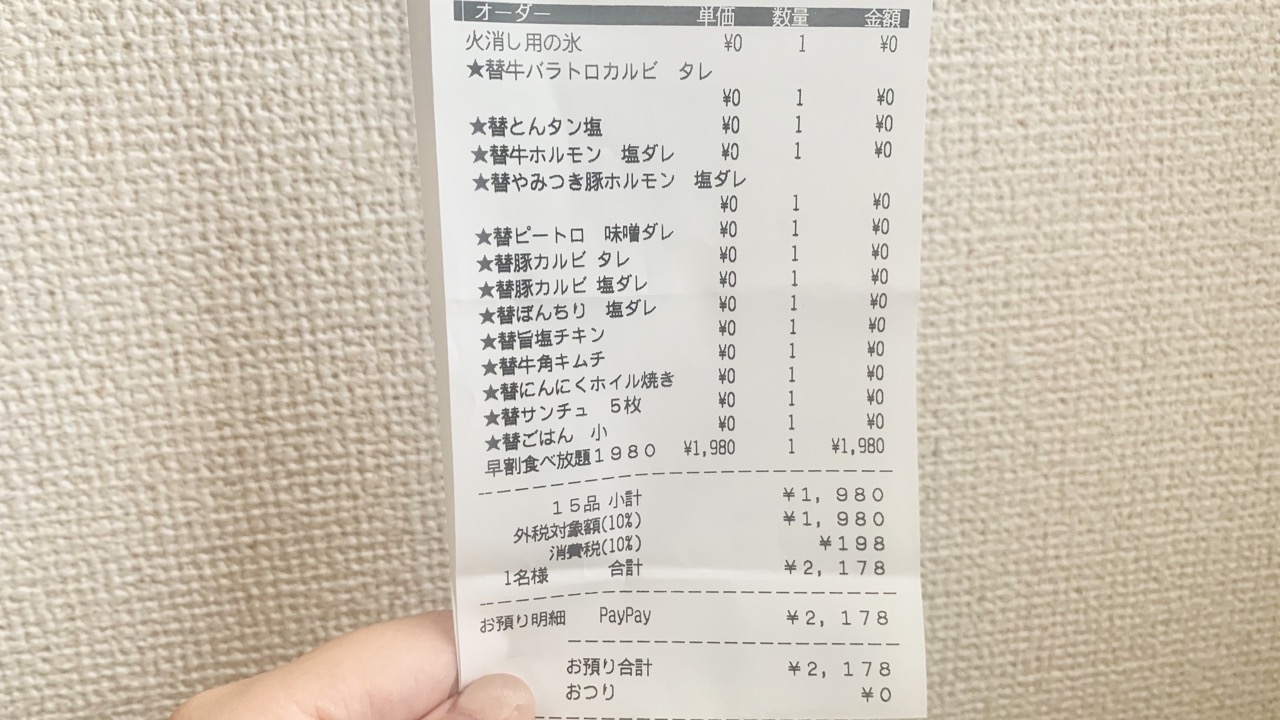 オーダー 単価 数量 金額
火消し用の氷 ¥0 1 ¥0
★替牛バラトロカルビ　タレ
¥0 1 ¥0
★替とんタン塩 ¥0 1 ¥0
★替牛ホルモン　塩ダレ ¥0 1 ¥0
★替やみつき豚ホルモン　塩ダレ
¥0 1 ¥0
★替ピートロ　味噌ダレ ¥0 1 ¥0
★替豚カルビ タレ ¥0 1 ¥0
★替豚カルビ 塩ダレ ¥0 1 ¥0
★替ぼんちり　塩ダレ ¥0 1 ¥0
★替旨塩チキン ¥0 1 ¥0
★替牛角キムチ ¥0 1 ¥0
★替にんにくホイル焼き ¥0 1 ¥0
★替サンチュ　５枚 ¥0 1 ¥0
★替ごはん　小 ¥0 1 ¥0
早割食べ放題１９８０ ¥1,980 1 ¥1,980
１５品 小計 ￥１，９８０
外税対象額(10%) ￥１，９８０
消費税(10%) ￥１９８
1名様 合計 ￥２，１７８
お預り明細 PayPay ￥２，１７８
お預り合計 ￥２，１７８
おつり ￥０